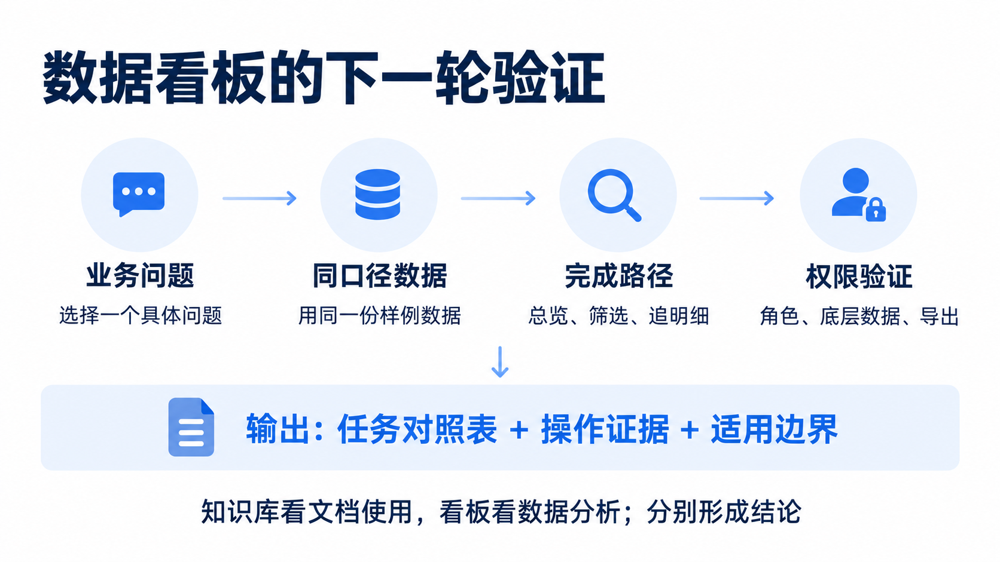 数据看板的下一轮验证
业务问题
选择一个具体问题
同口径数据
用同一份样例数据
完成路径
总览、筛选、追明细
权限验证
角色、底层数据、导出
输出：任务对照表 + 操作证据 + 适用边界
知识库看文档使用，看板看数据分析；分别形成结论